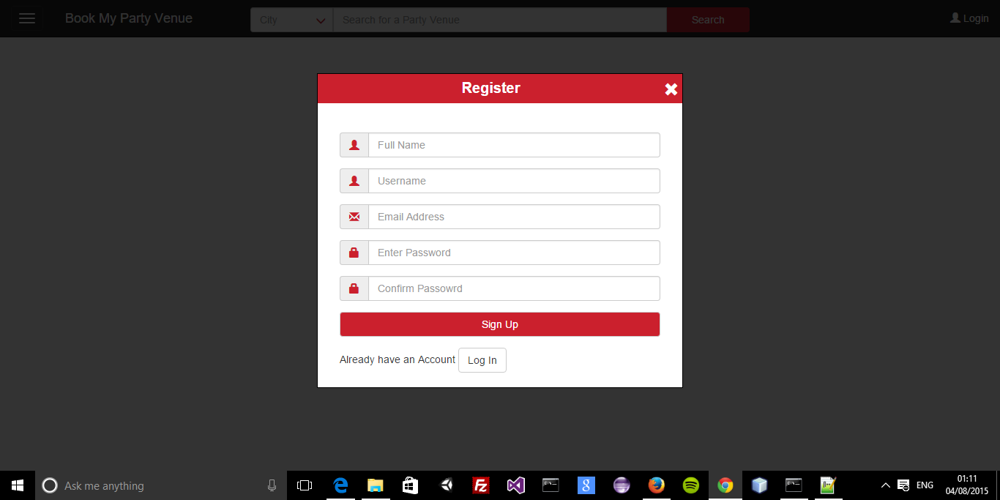 Book My Party Venue
City
Search for a Party Venue
Search
Login
Register
Full Name
Username
Email Address
Enter Password
Confirm Passowrd
Sign Up
Already have an Account Log In
Ask me anything
ENG
01:11
04/08/2015